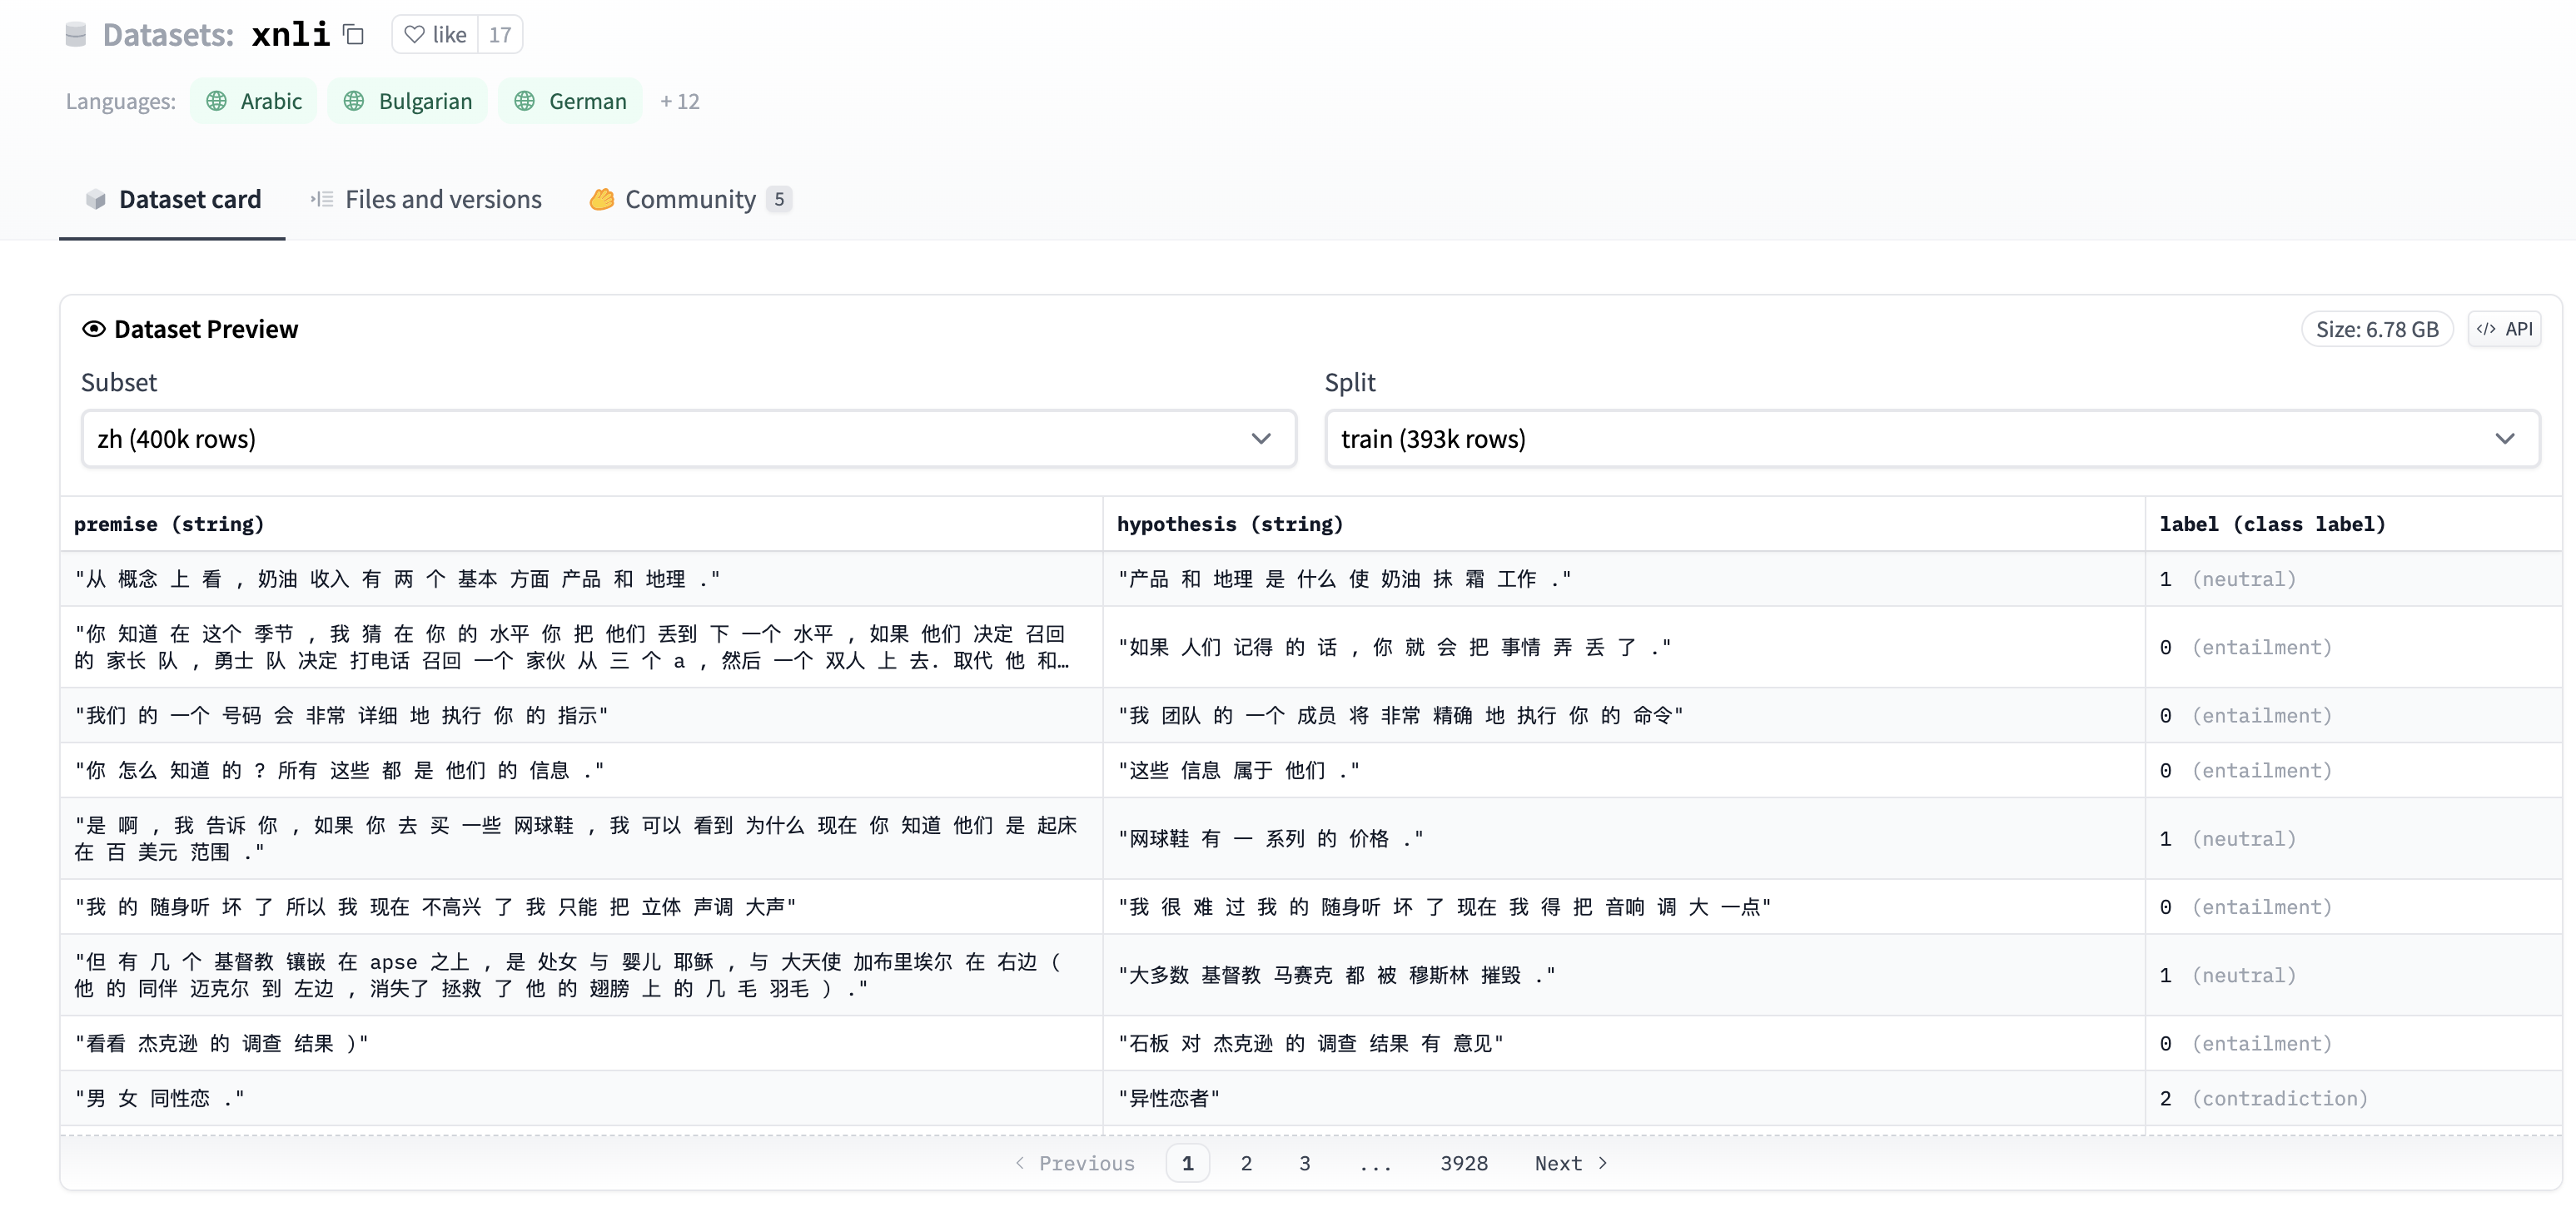 Datasets: xnli like 17
Languages: Arabic Bulgarian German + 12
Dataset card Files and versions Community 5
Dataset Preview Size: 6.78 GB </> API
Subset Split
zh (400k rows) train (393k rows)
premise (string) hypothesis (string) label (class label)
"从 概念 上 看 , 奶油 收入 有 两 个 基本 方面 产品 和 地理 ." "产品 和 地理 是 什么 使 奶油 抹 霜 工作 ." 1 (neutral)
"你 知道 在 这个 季节 , 我 猜 在 你 的 水平 你 把 他们 丢到 下 一个 水平 , 如果 他们 决定 召回
的 家长 队 , 勇士 队 决定 打电话 召回 一个 家伙 从 三 个 a , 然后 一个 双人 上 去. 取代 他 和…
"如果 人们 记得 的 话 , 你 就 会 把 事情 弄 丢 了 ." 0 (entailment)
"我们 的 一个 号码 会 非常 详细 地 执行 你 的 指示" "我 团队 的 一个 成员 将 非常 精确 地 执行 你 的 命令" 0 (entailment)
"你 怎么 知道 的 ? 所有 这些 都 是 他们 的 信息 ." "这些 信息 属于 他们 ." 0 (entailment)
"是 啊 , 我 告诉 你 , 如果 你 去 买 一些 网球鞋 , 我 可以 看到 为什么 现在 你 知道 他们 是 起床
在 百 美元 范围 ."
"网球鞋 有 一 系列 的 价格 ." 1 (neutral)
"我 的 随身听 坏 了 所以 我 现在 不高兴 了 我 只能 把 立体 声调 大声" "我 很 难 过 我 的 随身听 坏 了 现在 我 得 把 音响 调 大 一点" 0 (entailment)
"但 有 几 个 基督教 镶嵌 在 apse 之上 , 是 处女 与 婴儿 耶稣 , 与 大天使 加布里埃尔 在 右边 (
他 的 同伴 迈克尔 到 左边 , 消失了 拯救 了 他 的 翅膀 上 的 几 毛 羽毛 ) ."
"大多数 基督教 马赛克 都 被 穆斯林 摧毁 ." 1 (neutral)
"看看 杰克逊 的 调查 结果 )" "石板 对 杰克逊 的 调查 结果 有 意见" 0 (entailment)
"男 女 同性恋 ." "异性恋者" 2 (contradiction)
< Previous 1 2 3 ... 3928 Next >